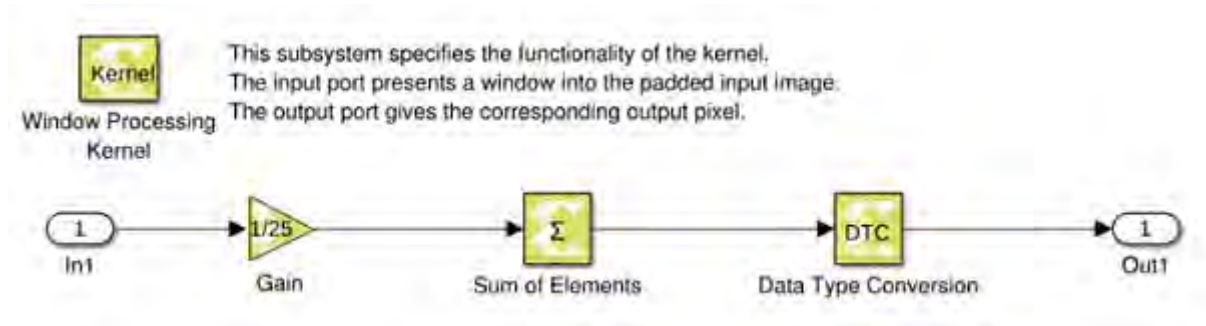 Kernel
Window Processing
Kernel
This subsystem specifies the functionality of the kernel.
The input port presents a window into the padded input image.
The output port gives the corresponding output pixel.
1
In1
1/25
Gain
Σ
Sum of Elements
DTC
Data Type Conversion
1
Out1